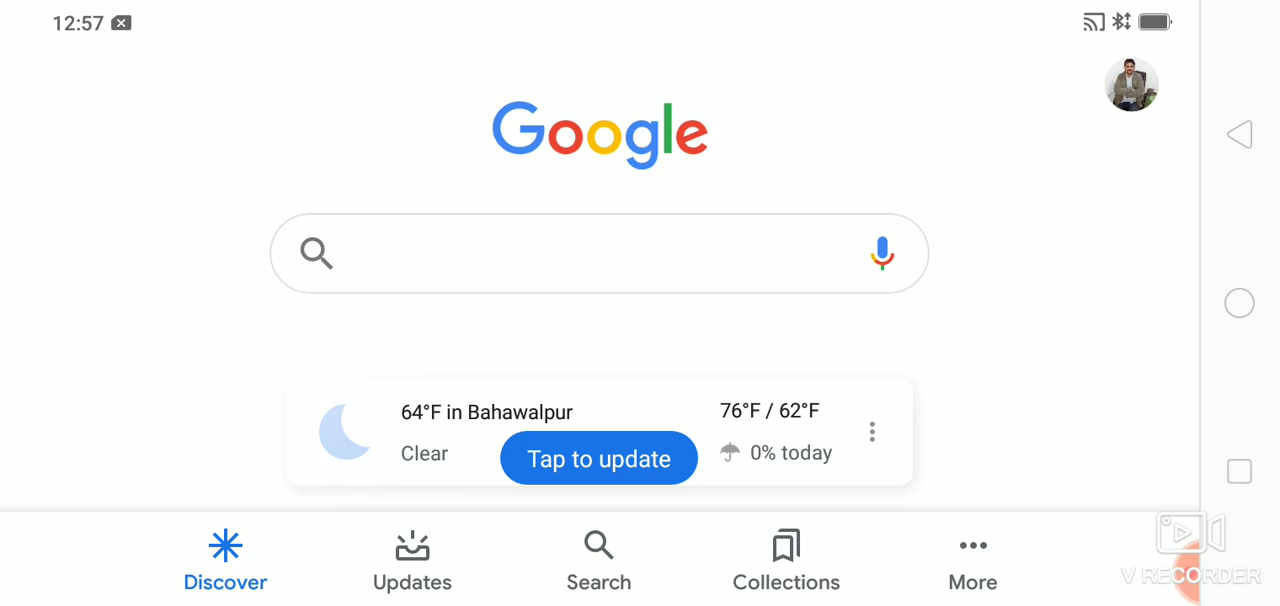 12:57
Google
64°F in Bahawalpur
76°F / 62°F
Clear
Tap to update
0% today
Discover
Updates
Search
Collections
More
V RECORDER